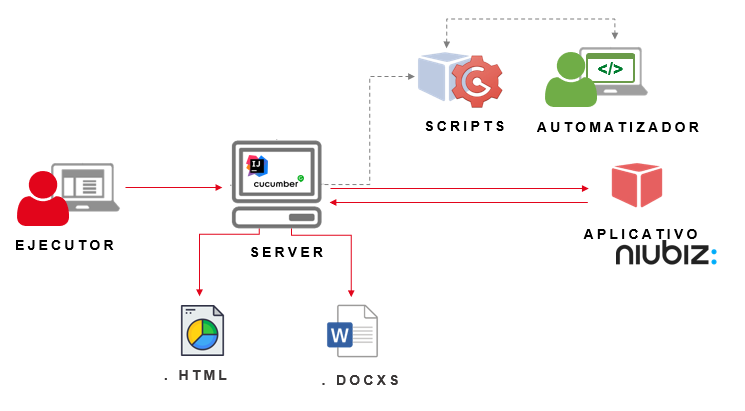 </>
SCRIPTS
AUTOMATIZADOR
IJ
cucumber
EJECUTOR
SERVER
APLICATIVO
niubiz:
W
. HTML
. DOCXS